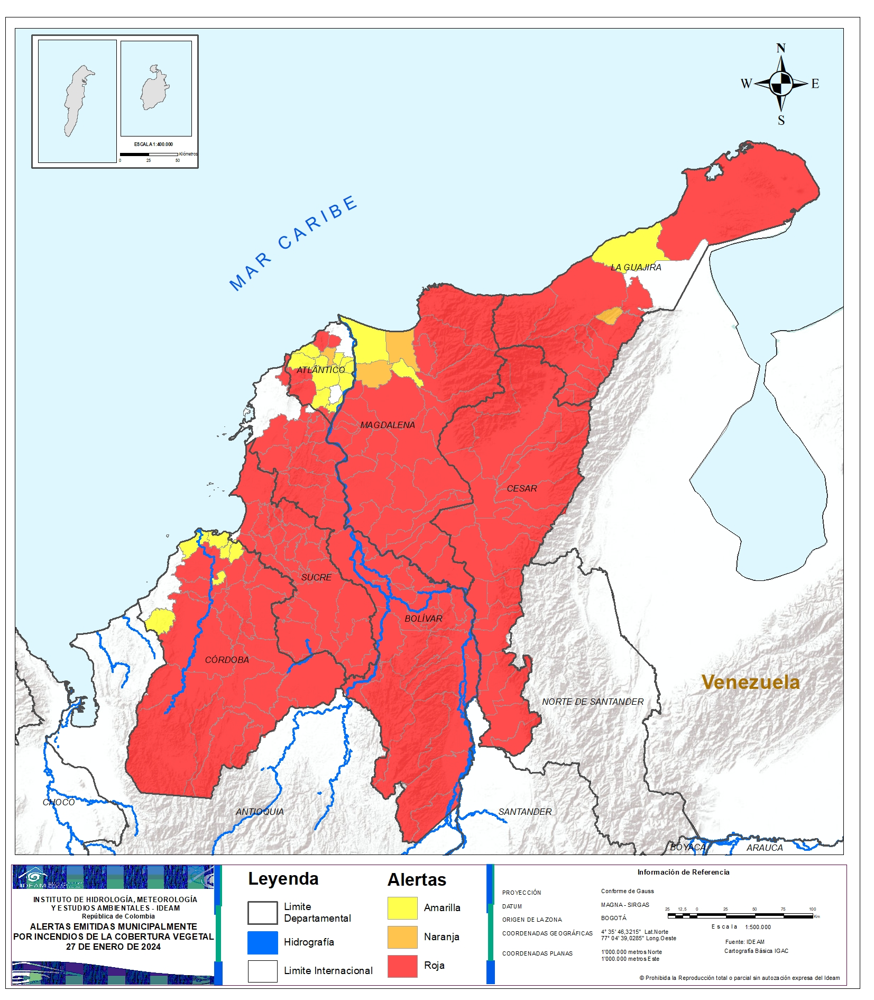 N
W
E
S
ESCALA 1:400.000
Kilómetros
0 25 50
MAR CARIBE
LA GUAJIRA
ATLÁNTICO
MAGDALENA
CESAR
SUCRE
BOLÍVAR
CÓRDOBA
Venezuela
NORTE DE SANTANDER
CHOCÓ
ANTIOQUIA
SANTANDER
BOYACÁ
ARAUCA
IDEAM
INSTITUTO DE HIDROLOGÍA, METEOROLOGÍA
Y ESTUDIOS AMBIENTALES - IDEAM
República de Colombia
ALERTAS EMITIDAS MUNICIPALMENTE
POR INCENDIOS DE LA COBERTURA VEGETAL
27 DE ENERO DE 2024
Leyenda
Limite
Departamental
Hidrografía
Limite Internacional
Alertas
Amarilla
Naranja
Roja
Información de Referencia
PROYECCIÓN Conforme de Gauss
DATUM MAGNA - SIRGAS
ORIGEN DE LA ZONA BOGOTÁ
COORDENADAS GEOGRÁFICAS 4° 35' 46,3215" Lat.Norte
77° 04' 39,0285" Long.Oeste
COORDENADAS PLANAS 1'000.000 metros Norte
1'000.000 metros Este
25 12,5 0 25 50 75 100
Km
Escala 1:500.000
Fuente: IDEAM
Cartografía Básica IGAC
© Prohibida la Reproducción total o parcial sin autozación expresa del Ideam